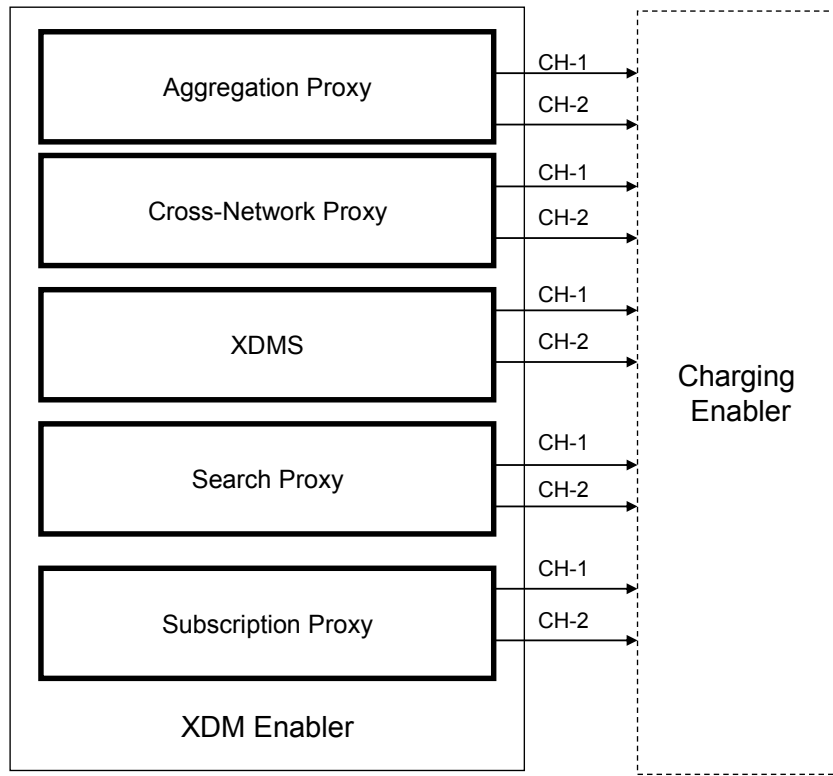 Aggregation Proxy
CH-1
CH-2
Cross-Network Proxy
CH-1
CH-2
XDMS
CH-1
CH-2
Search Proxy
CH-1
CH-2
Subscription Proxy
CH-1
CH-2
XDM Enabler
Charging
Enabler